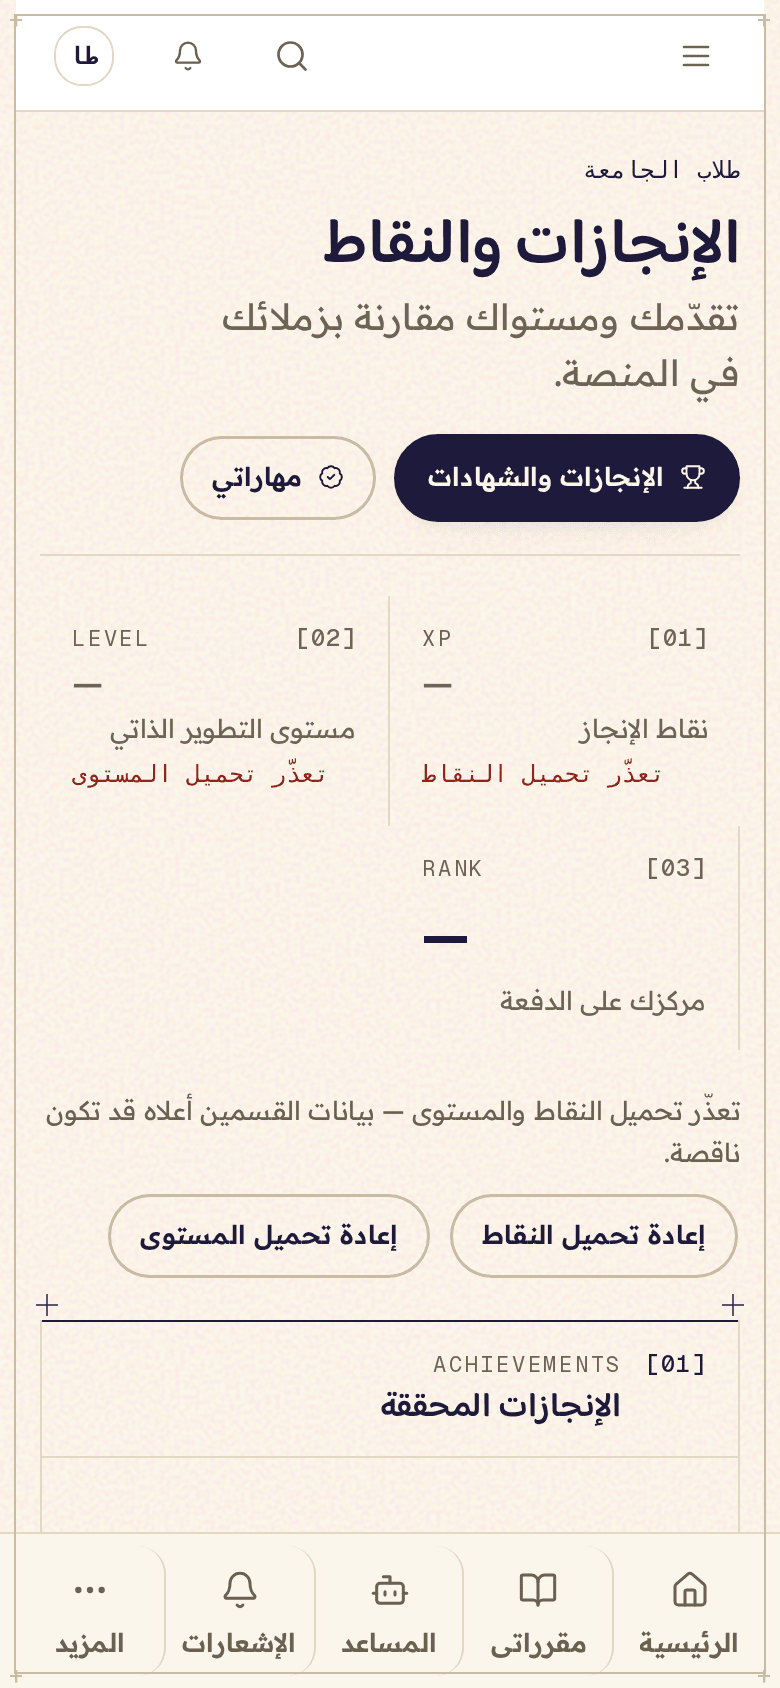 طا
طلاب الجامعة
الإنجازات والنقاط
تقدّمك ومستواك مقارنة بزملائك
في المنصة.
الإنجازات والشهادات
مهاراتي
[01] XP
—
نقاط الإنجاز
تعذّر تحميل النقاط
[02] LEVEL
—
مستوى التطوير الذاتي
تعذّر تحميل المستوى
[03] RANK
—
مركزك على الدفعة
تعذّر تحميل النقاط والمستوى — بيانات القسمين أعلاه قد تكون
ناقصة.
إعادة تحميل النقاط
إعادة تحميل المستوى
[01] ACHIEVEMENTS
الإنجازات المحققة
الرئيسية
مقرراتي
المساعد
الإشعارات
المزيد